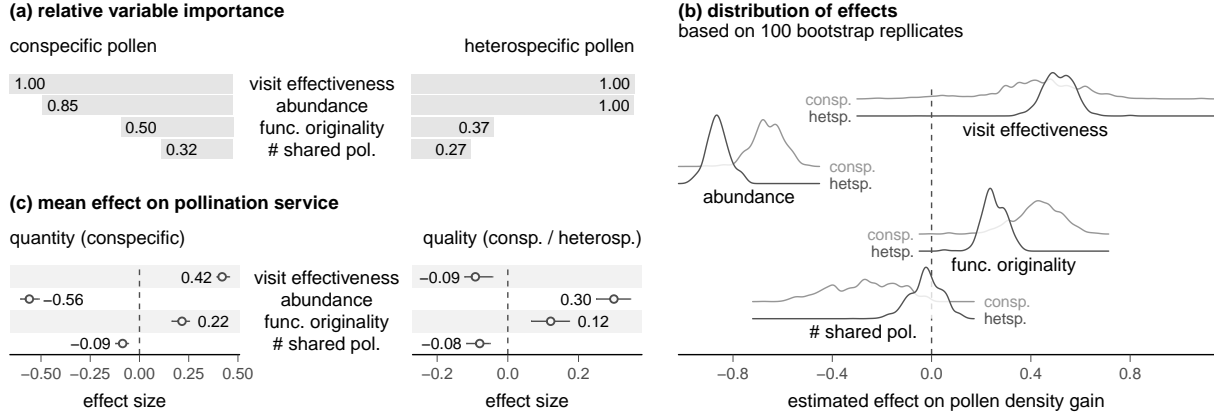 (a) relative variable importance
conspecific pollen
heterospecific pollen
1.00 visit effectiveness 1.00
0.85 abundance 1.00
0.50 func. originality 0.37
0.32 # shared pol. 0.27
(c) mean effect on pollination service
quantity (conspecific)
quality (consp. / heterosp.)
0.42 visit effectiveness −0.09
−0.56 abundance 0.30
0.22 func. originality 0.12
−0.09 # shared pol. −0.08
−0.50 −0.25 0.00 0.25 0.50
effect size
−0.2 0.0 0.2
effect size
(b) distribution of effects
based on 100 bootstrap repllicates
consp.
hetsp.
visit effectiveness
consp.
hetsp.
abundance
consp.
hetsp.
func. originality
consp.
hetsp.
# shared pol.
−0.8 −0.4 0.0 0.4 0.8
estimated effect on pollen density gain